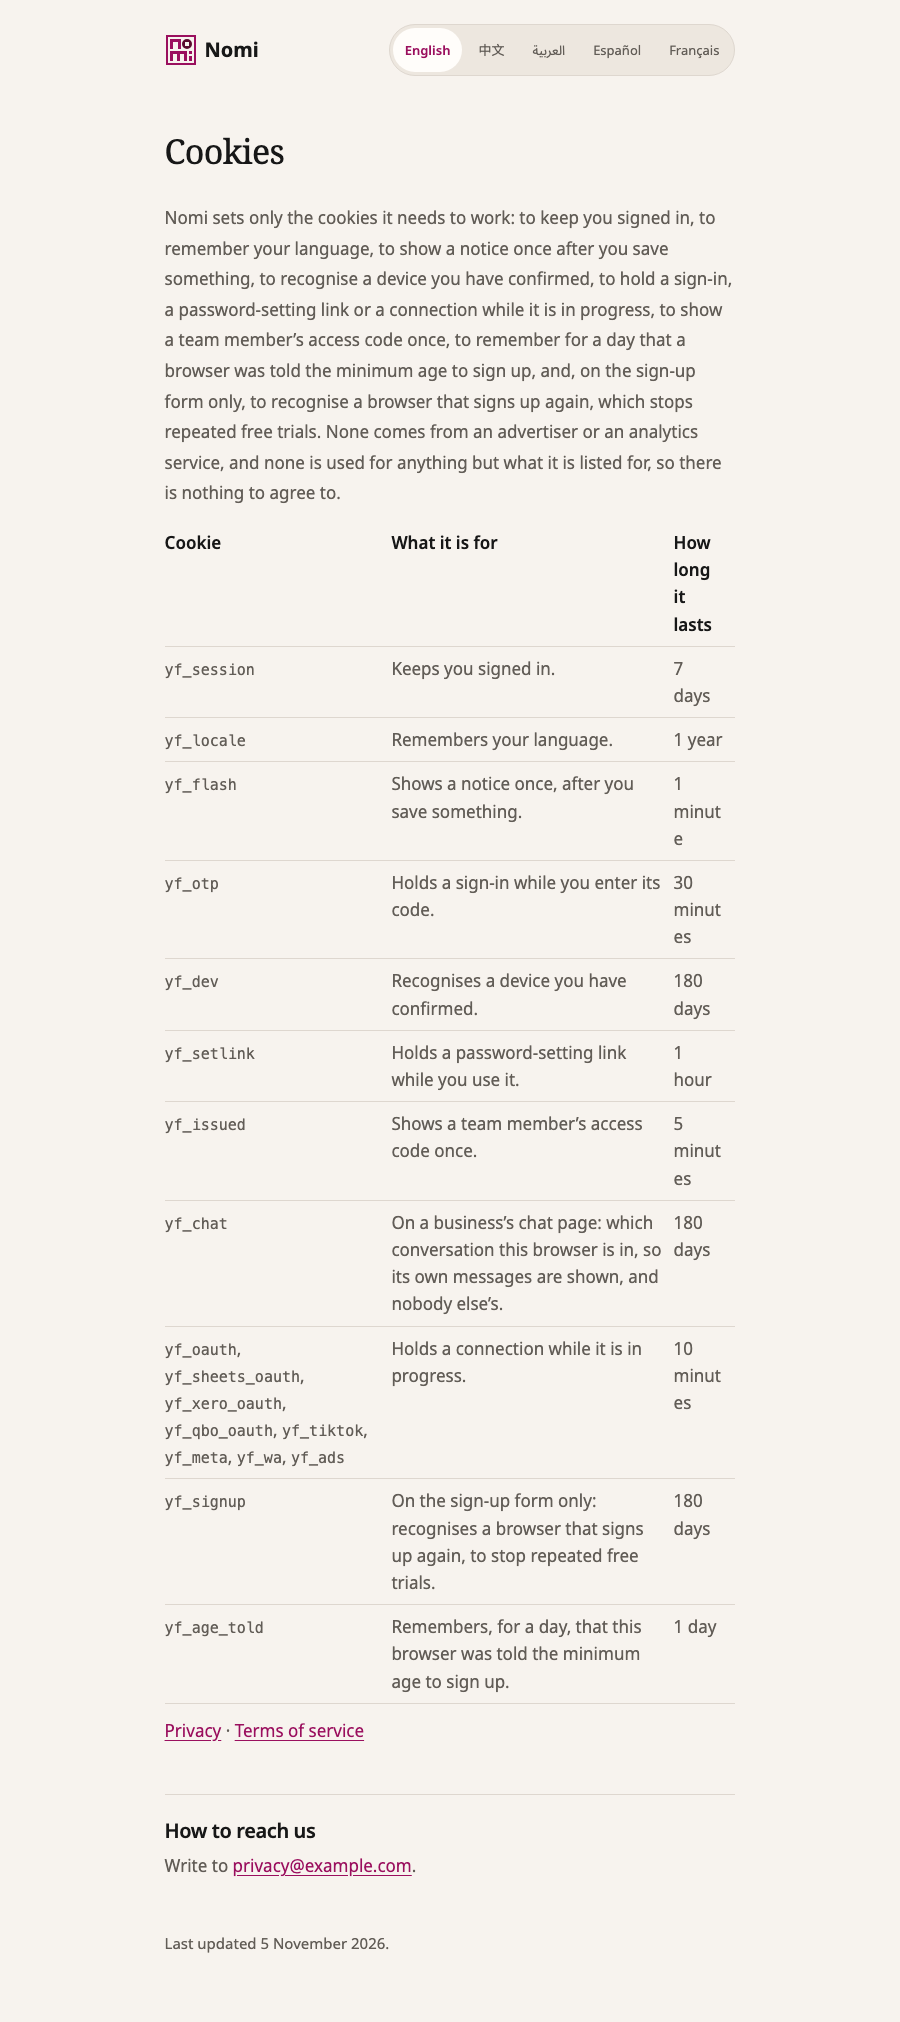 Nomi
English 中文 العربية Español Français
Cookies
Nomi sets only the cookies it needs to work: to keep you signed in, to
remember your language, to show a notice once after you save
something, to recognise a device you have confirmed, to hold a sign-in,
a password-setting link or a connection while it is in progress, to show
a team member’s access code once, to remember for a day that a
browser was told the minimum age to sign up, and, on the sign-up
form only, to recognise a browser that signs up again, which stops
repeated free trials. None comes from an advertiser or an analytics
service, and none is used for anything but what it is listed for, so there
is nothing to agree to.
Cookie What it is for How
long
it
lasts
yf_session Keeps you signed in. 7
days
yf_locale Remembers your language. 1 year
yf_flash Shows a notice once, after you 1
save something. minut
e
yf_otp Holds a sign-in while you enter its 30
code. minut
es
yf_dev Recognises a device you have 180
confirmed. days
yf_setlink Holds a password-setting link 1
while you use it. hour
yf_issued Shows a team member’s access 5
code once. minut
es
yf_chat On a business’s chat page: which 180
conversation this browser is in, so days
its own messages are shown, and
nobody else’s.
yf_oauth, Holds a connection while it is in 10
yf_sheets_oauth, progress. minut
yf_xero_oauth, es
yf_qbo_oauth, yf_tiktok,
yf_meta, yf_wa, yf_ads
yf_signup On the sign-up form only: 180
recognises a browser that signs days
up again, to stop repeated free
trials.
yf_age_told Remembers, for a day, that this 1 day
browser was told the minimum
age to sign up.
Privacy · Terms of service
How to reach us
Write to privacy@example.com.
Last updated 5 November 2026.